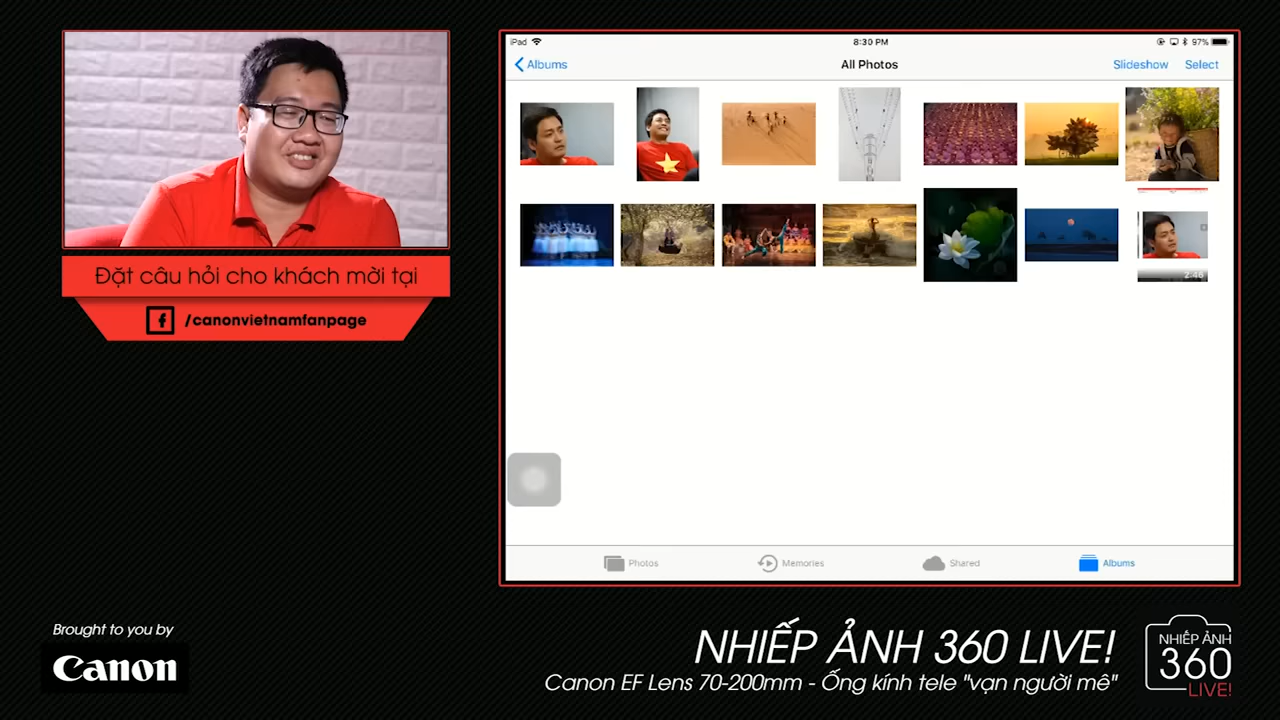 Đặt câu hỏi cho khách mời tại
/canonvietnamfanpage
iPad
8:30 PM
97%
Albums
All Photos
Slideshow
Select
2:46
Photos
Memories
Shared
Albums
Brought to you by
Canon
NHIẾP ẢNH 360 LIVE!
Canon EF Lens 70-200mm - Ống kính tele "vạn người mê"
NHIẾP ẢNH
360
LIVE!